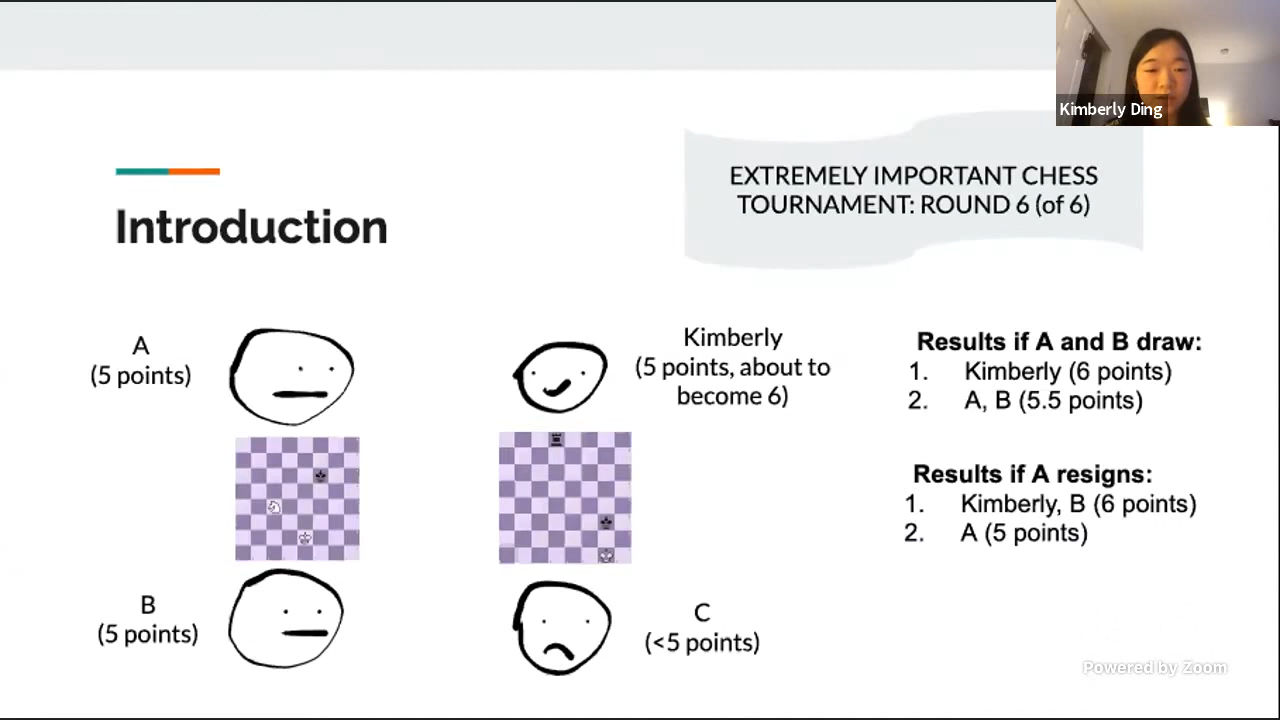 Kimberly Ding
EXTREMELY IMPORTANT CHESS
TOURNAMENT: ROUND 6 (of 6)
Introduction
A
(5 points)
Kimberly
(5 points, about to
become 6)
Results if A and B draw:
1. Kimberly (6 points)
2. A, B (5.5 points)
Results if A resigns:
1. Kimberly, B (6 points)
2. A (5 points)
B
(5 points)
C
(<5 points)
Powered by Zoom